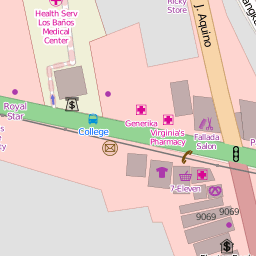 Health Serv
Los Baños
Medical
Center
Ricky
Store
J. Aquino
Royal
Star
College
Generika
Virginia's
Pharmacy
Fallada
Salon
7-Eleven
9069
9069